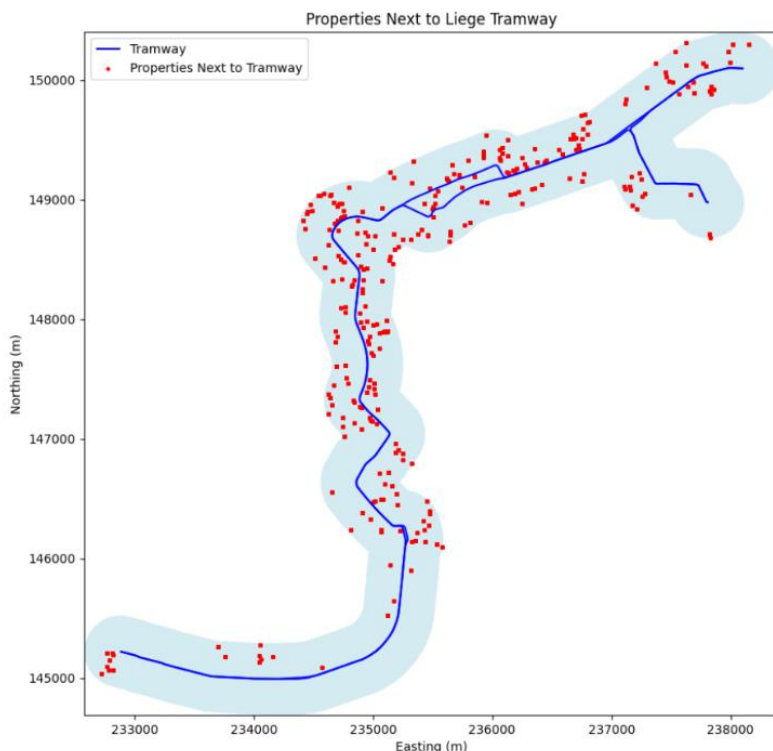 Properties Next to Liege Tramway
Tramway
Properties Next to Tramway
150000
149000
148000
147000
146000
145000
Northing (m)
233000 234000 235000 236000 237000 238000
Easting (m)